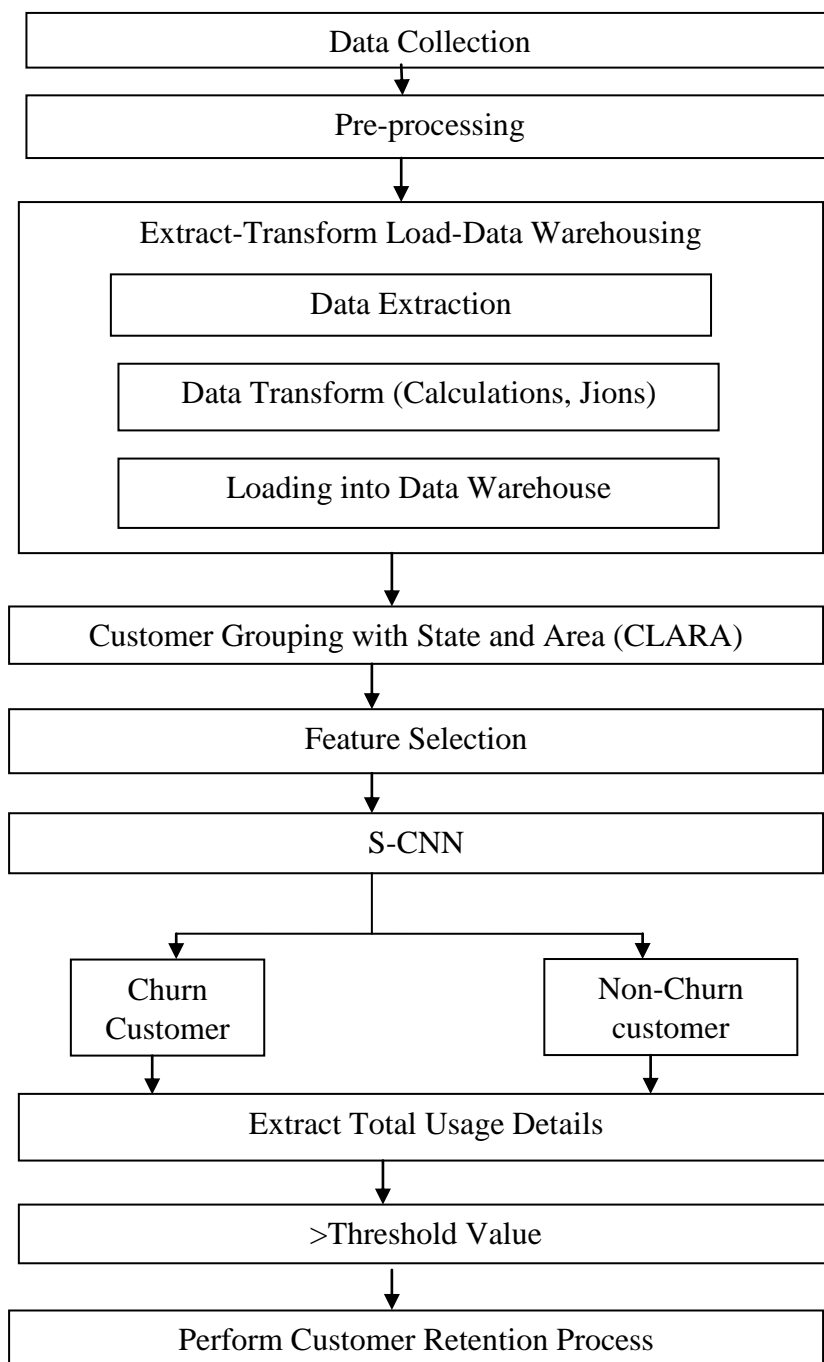 Data Collection
Pre-processing
Extract-Transform Load-Data Warehousing
Data Extraction
Data Transform (Calculations, Jions)
Loading into Data Warehouse
Customer Grouping with State and Area (CLARA)
Feature Selection
S-CNN
Churn
Customer
Non-Churn
customer
Extract Total Usage Details
>Threshold Value
Perform Customer Retention Process